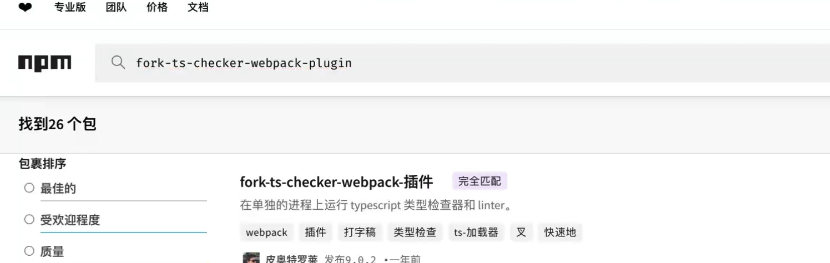 专业版 团队 价格 文档
npm fork-ts-checker-webpack-plugin
找到26 个包
包裹排序
最佳的
受欢迎程度
质量
fork-ts-checker-webpack-插件 完全匹配
在单独的进程上运行 typescript 类型检查器和 linter。
webpack 插件 打字稿 类型检查 ts-加载器 叉 快速地
皮奥特罗莱 发布9.0.2 •一年前